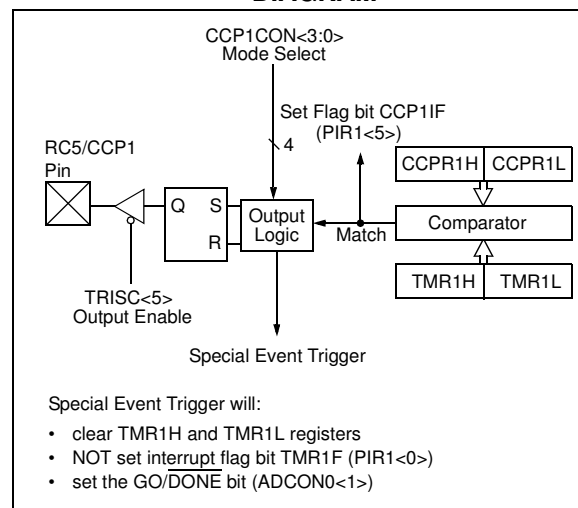 DIAGRAM
CCP1CON<3:0>
Mode Select
Set Flag bit CCP1IF
(PIR1<5>)
4
RC5/CCP1
Pin
CCPR1H CCPR1L
Q S
R
Output
Logic
Match
Comparator
TRISC<5>
Output Enable
TMR1H TMR1L
Special Event Trigger
Special Event Trigger will:
• clear TMR1H and TMR1L registers
• NOT set interrupt flag bit TMR1F (PIR1<0>)
• set the GO/DONE bit (ADCON0<1>)